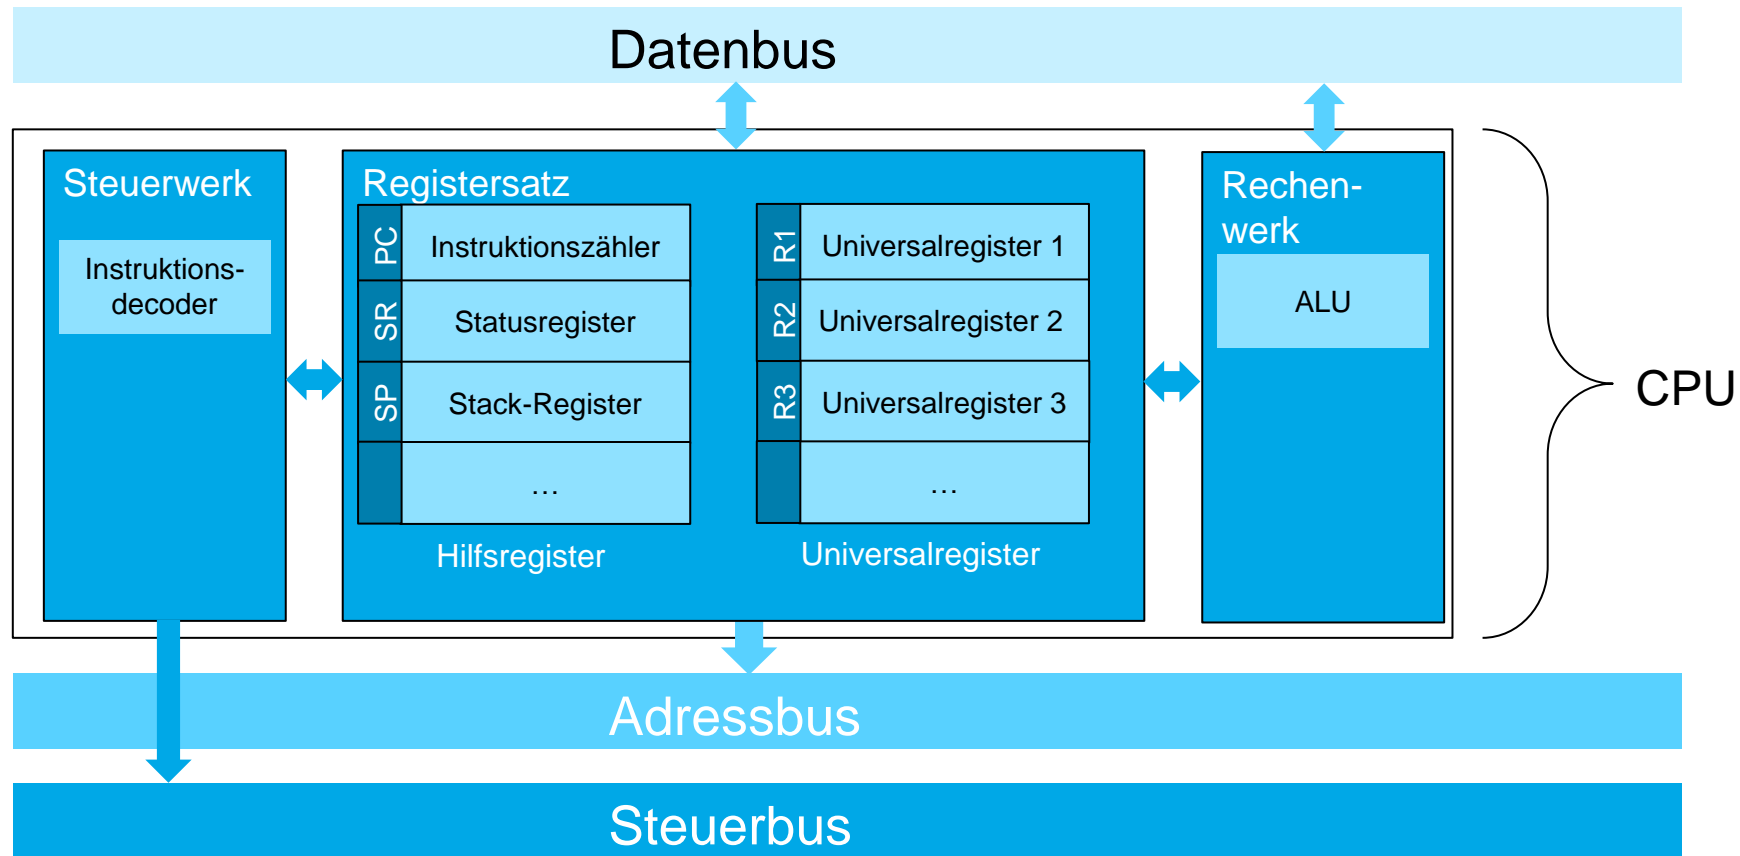 Datenbus
Steuerwerk
Instruktions-
decoder
Registersatz
PC
Instruktionszähler
SR
Statusregister
SP
Stack-Register
…
Hilfsregister
R1
Universalregister 1
R2
Universalregister 2
R3
Universalregister 3
…
Universalregister
Rechen-
werk
ALU
CPU
Adressbus
Steuerbus